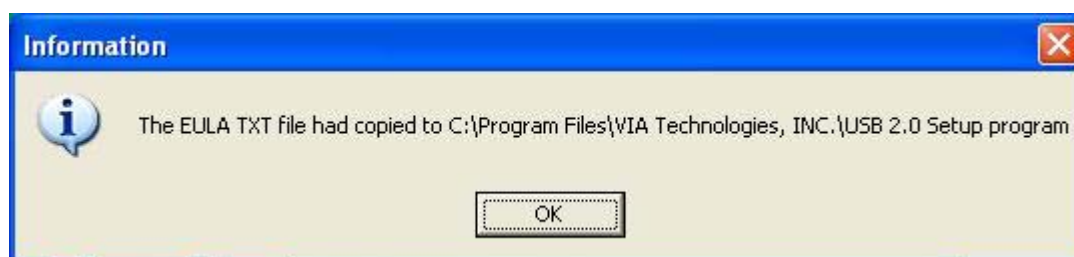 Information
The EULA TXT file had copied to C:\Program Files\VIA Technologies, INC.\USB 2.0 Setup program
OK